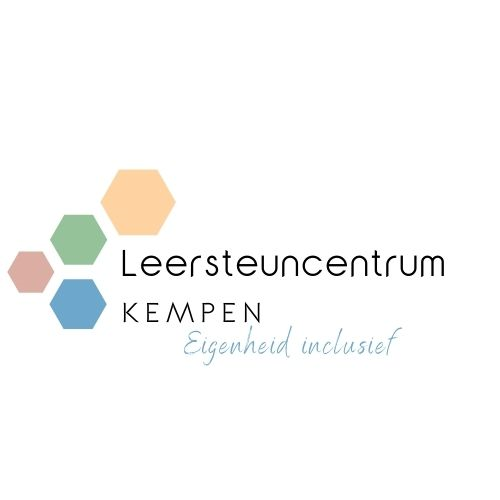 Leersteuncentrum
KEMPEN
Eigenheid inclusief